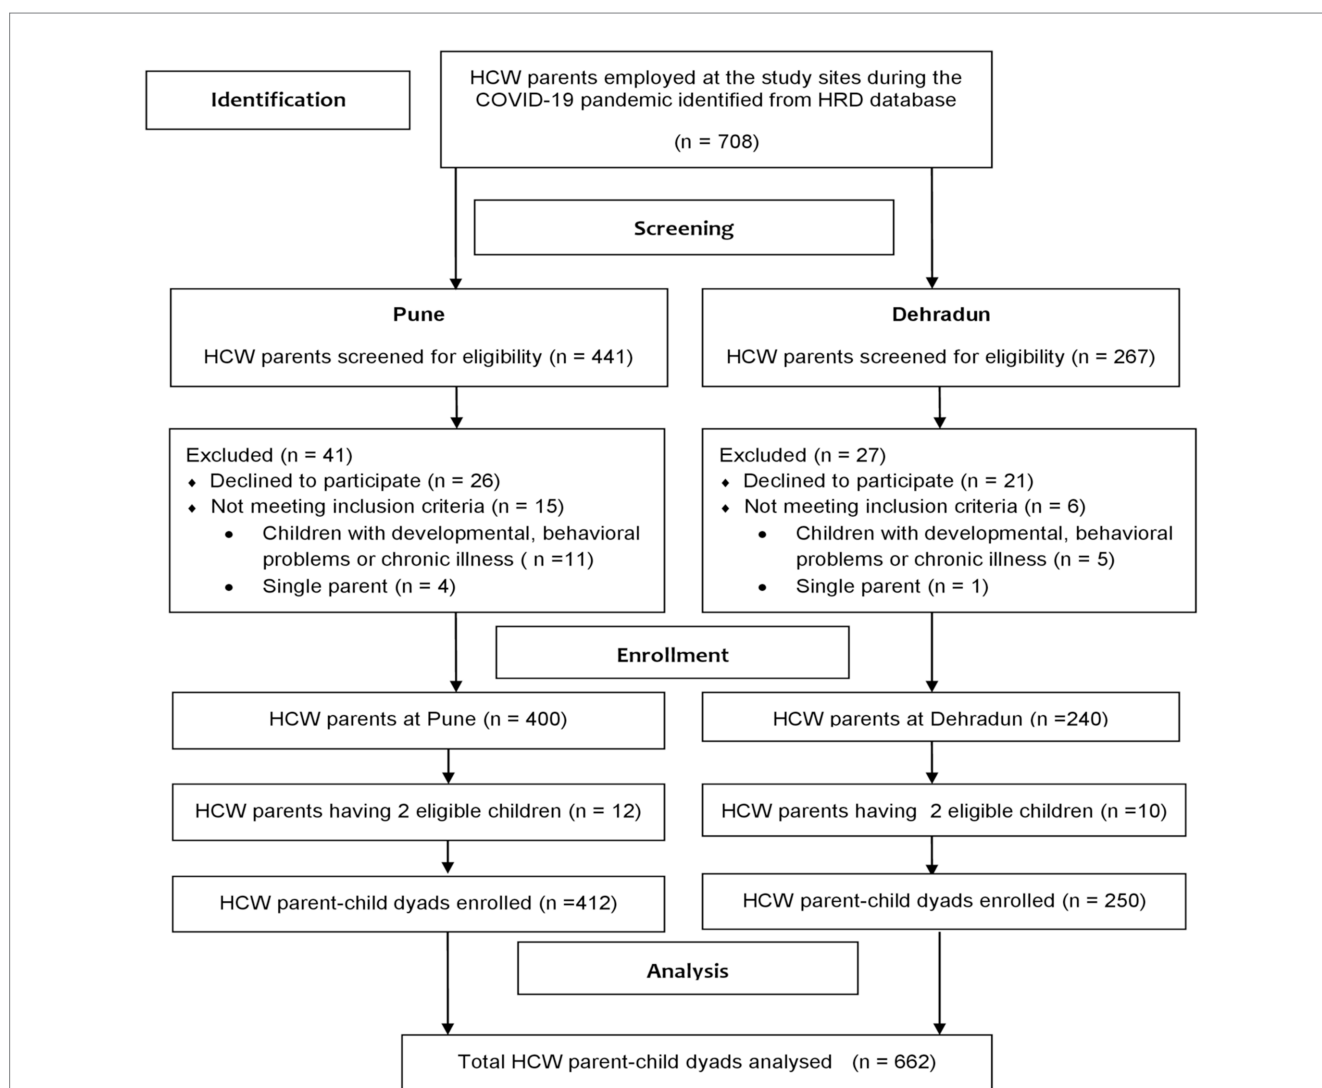 Identification
HCW parents employed at the study sites during the
COVID-19 pandemic identified from HRD database
(n = 708)
Screening
Pune
HCW parents screened for eligibility (n = 441)
Dehradun
HCW parents screened for eligibility (n = 267)
Excluded (n = 41)
⬧ Declined to participate (n = 26)
⬧ Not meeting inclusion criteria (n = 15)
● Children with developmental, behavioral
problems or chronic illness ( n =11)
● Single parent (n = 4)
Excluded (n = 27)
⬧ Declined to participate (n = 21)
⬧ Not meeting inclusion criteria (n = 6)
● Children with developmental, behavioral
problems or chronic illness (n = 5)
● Single parent (n = 1)
Enrollment
HCW parents at Pune (n = 400)
HCW parents at Dehradun (n =240)
HCW parents having 2 eligible children (n = 12)
HCW parents having  2 eligible children (n =10)
HCW parent-child dyads enrolled (n =412)
HCW parent-child dyads enrolled (n = 250)
Analysis
Total HCW parent-child dyads analysed   (n = 662)